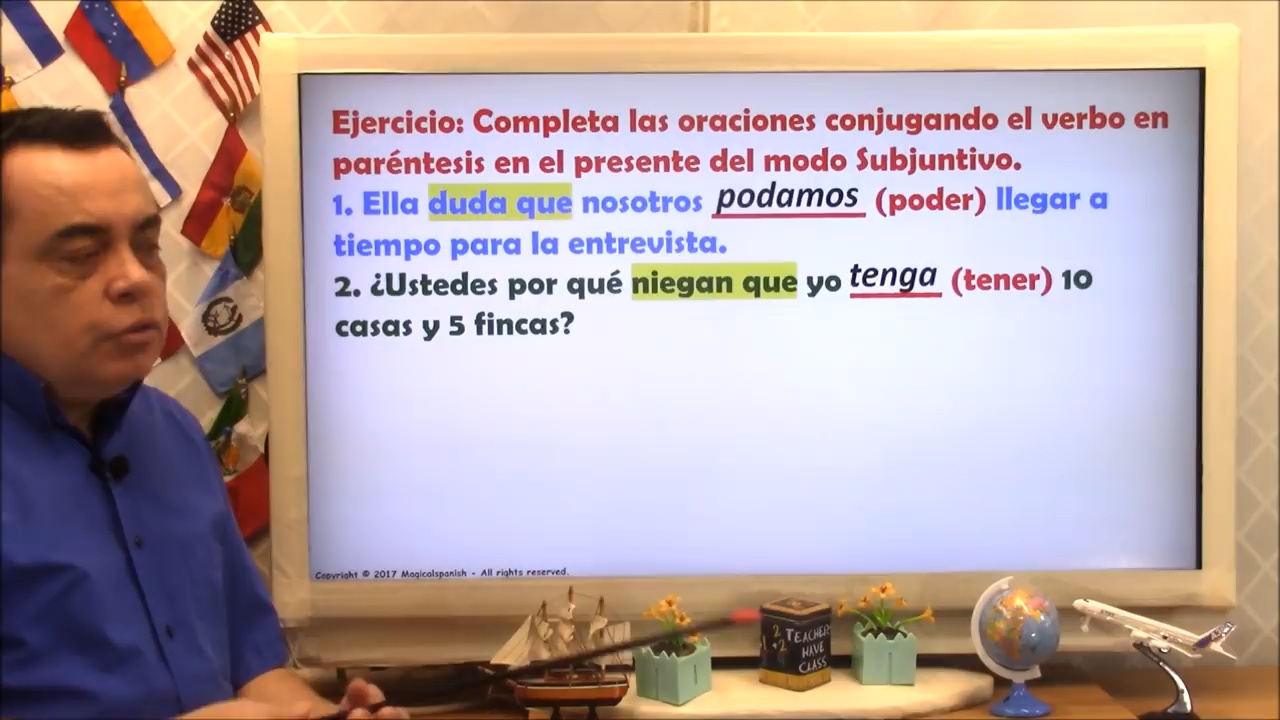 Ejercicio: Completa las oraciones conjugando el verbo en
paréntesis en el presente del modo Subjuntivo.
1. Ella duda que nosotros podamos (poder) llegar a
tiempo para la entrevista.
2. ¿Ustedes por qué niegan que yo tenga (tener) 10
casas y 5 fincas?
Copyright © 2017 Magicalspanish - All rights reserved.
TEACHERS
HAVE
CLASS